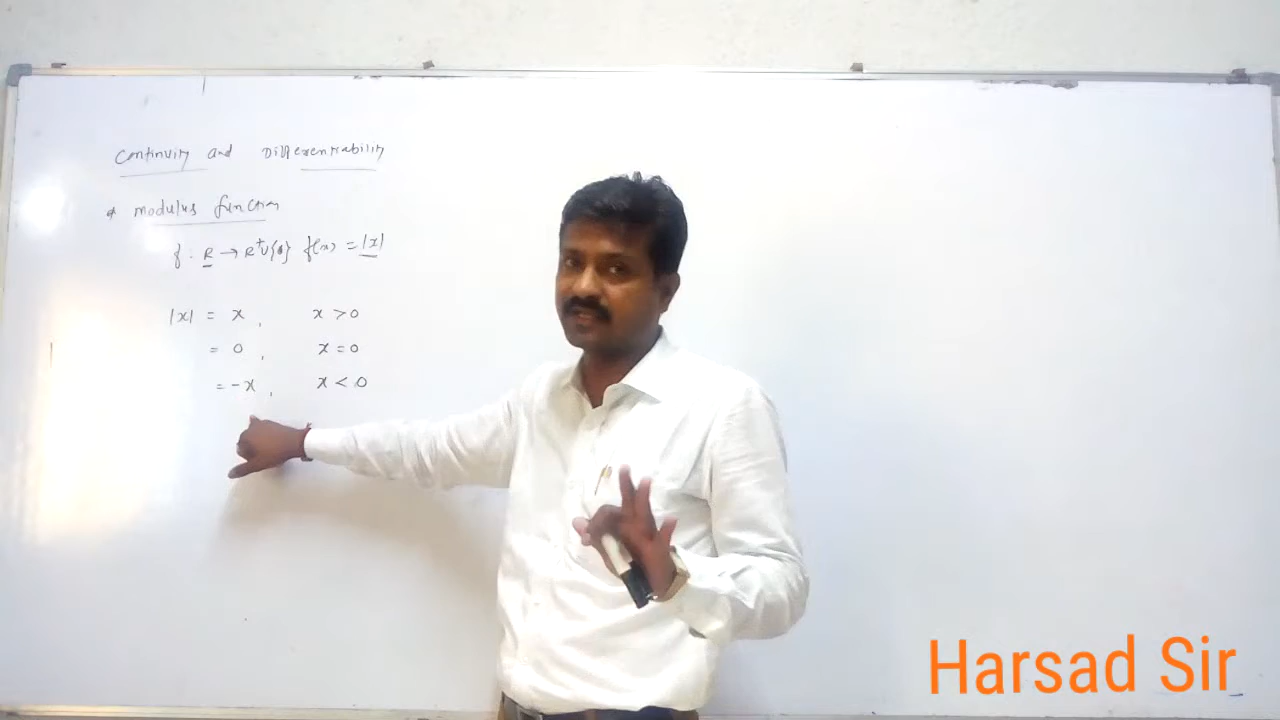 Continuity and Differentiability
* modulus function
f : R → R⁺∪{0} f(x) = |x|
|x| = x , x > 0
= 0 , x = 0
= -x , x < 0
Harsad Sir